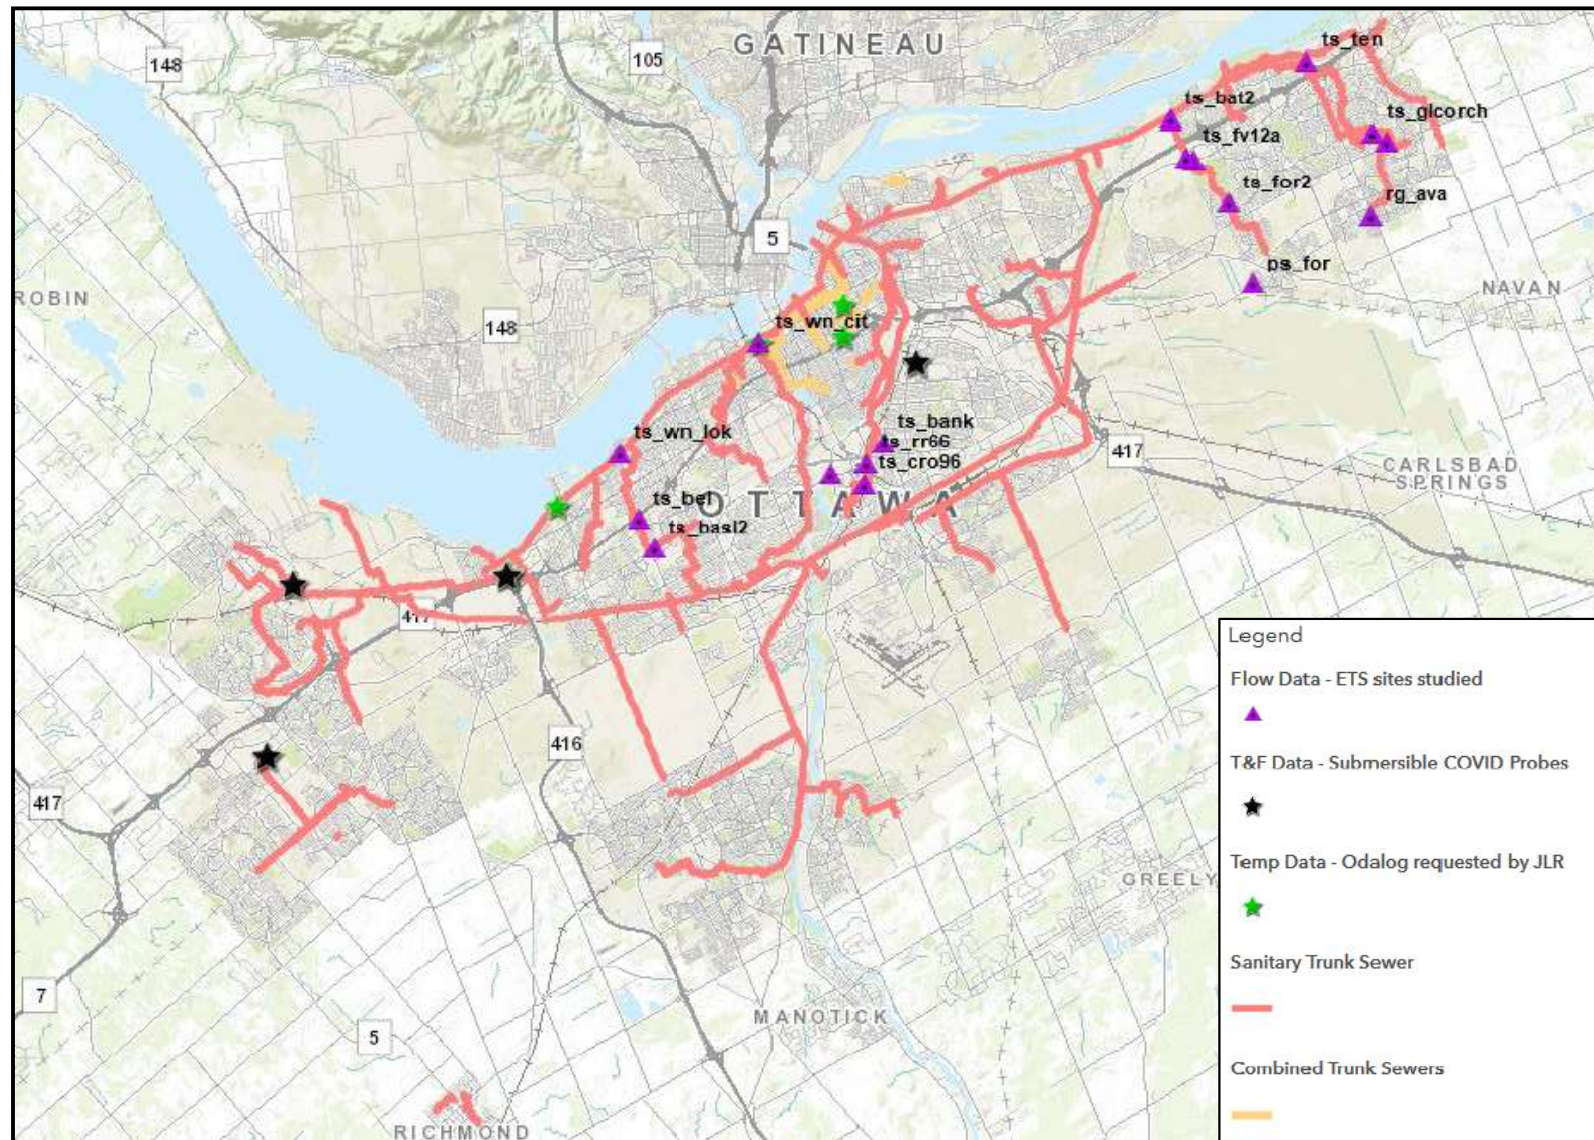 GATINEAU
ts_ten
148
105
ts_bat2
ts_glcorch
ts_fv12a
ts_for2
rg_ava
5
ps_for
ROBIN
NAVAN
148
ts_wn_cit
ts_wn_lok
ts_bank
ts_rr66
ts_cro96
417
CARLSBAD
SPRINGS
ts_bel
OTTAWA
ts_basl2
417
416
417
GREELY
7
MANOTICK
5
RICHMOND
Legend
Flow Data - ETS sites studied
T&F Data - Submersible COVID Probes
Temp Data - Odalog requested by JLR
Sanitary Trunk Sewer
Combined Trunk Sewers